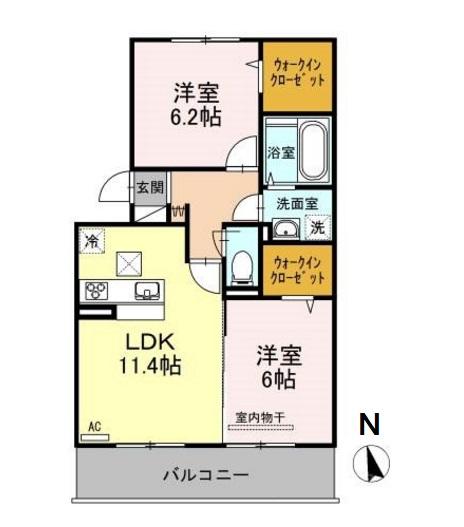 洋室
6.2帖
ウォークイン
クローゼット
浴室
玄関
洗面室
洗
冷
ウォークイン
クローゼット
LDK
11.4帖
洋室
6帖
室内物干
AC
N
バルコニー